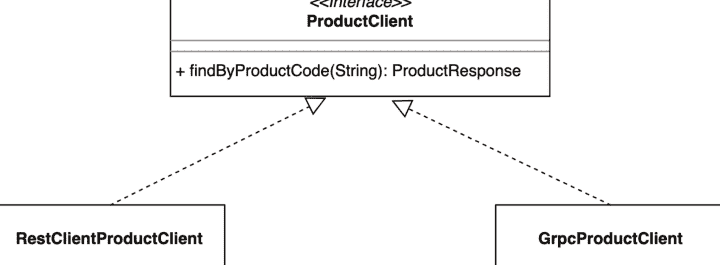 <<interface>>
ProductClient
+ findByProductCode(String): ProductResponse
RestClientProductClient
GrpcProductClient